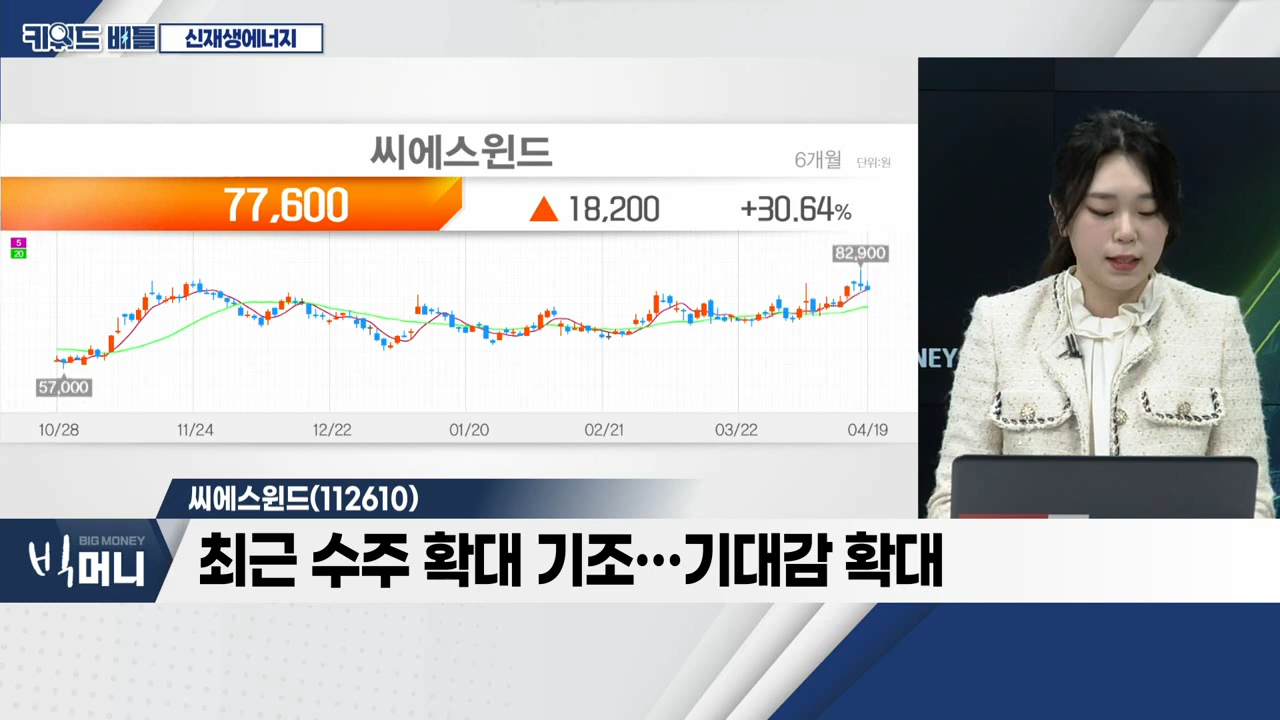 키워드 배틀
신재생에너지
씨에스윈드
6개월 단위:원
77,600 ▲ 18,200 +30.64%
5
20
82,900
57,000
10/28 11/24 12/22 01/20 02/21 03/22 04/19
NEY
씨에스윈드(112610)
BIG MONEY
빅머니
최근 수주 확대 기조…기대감 확대